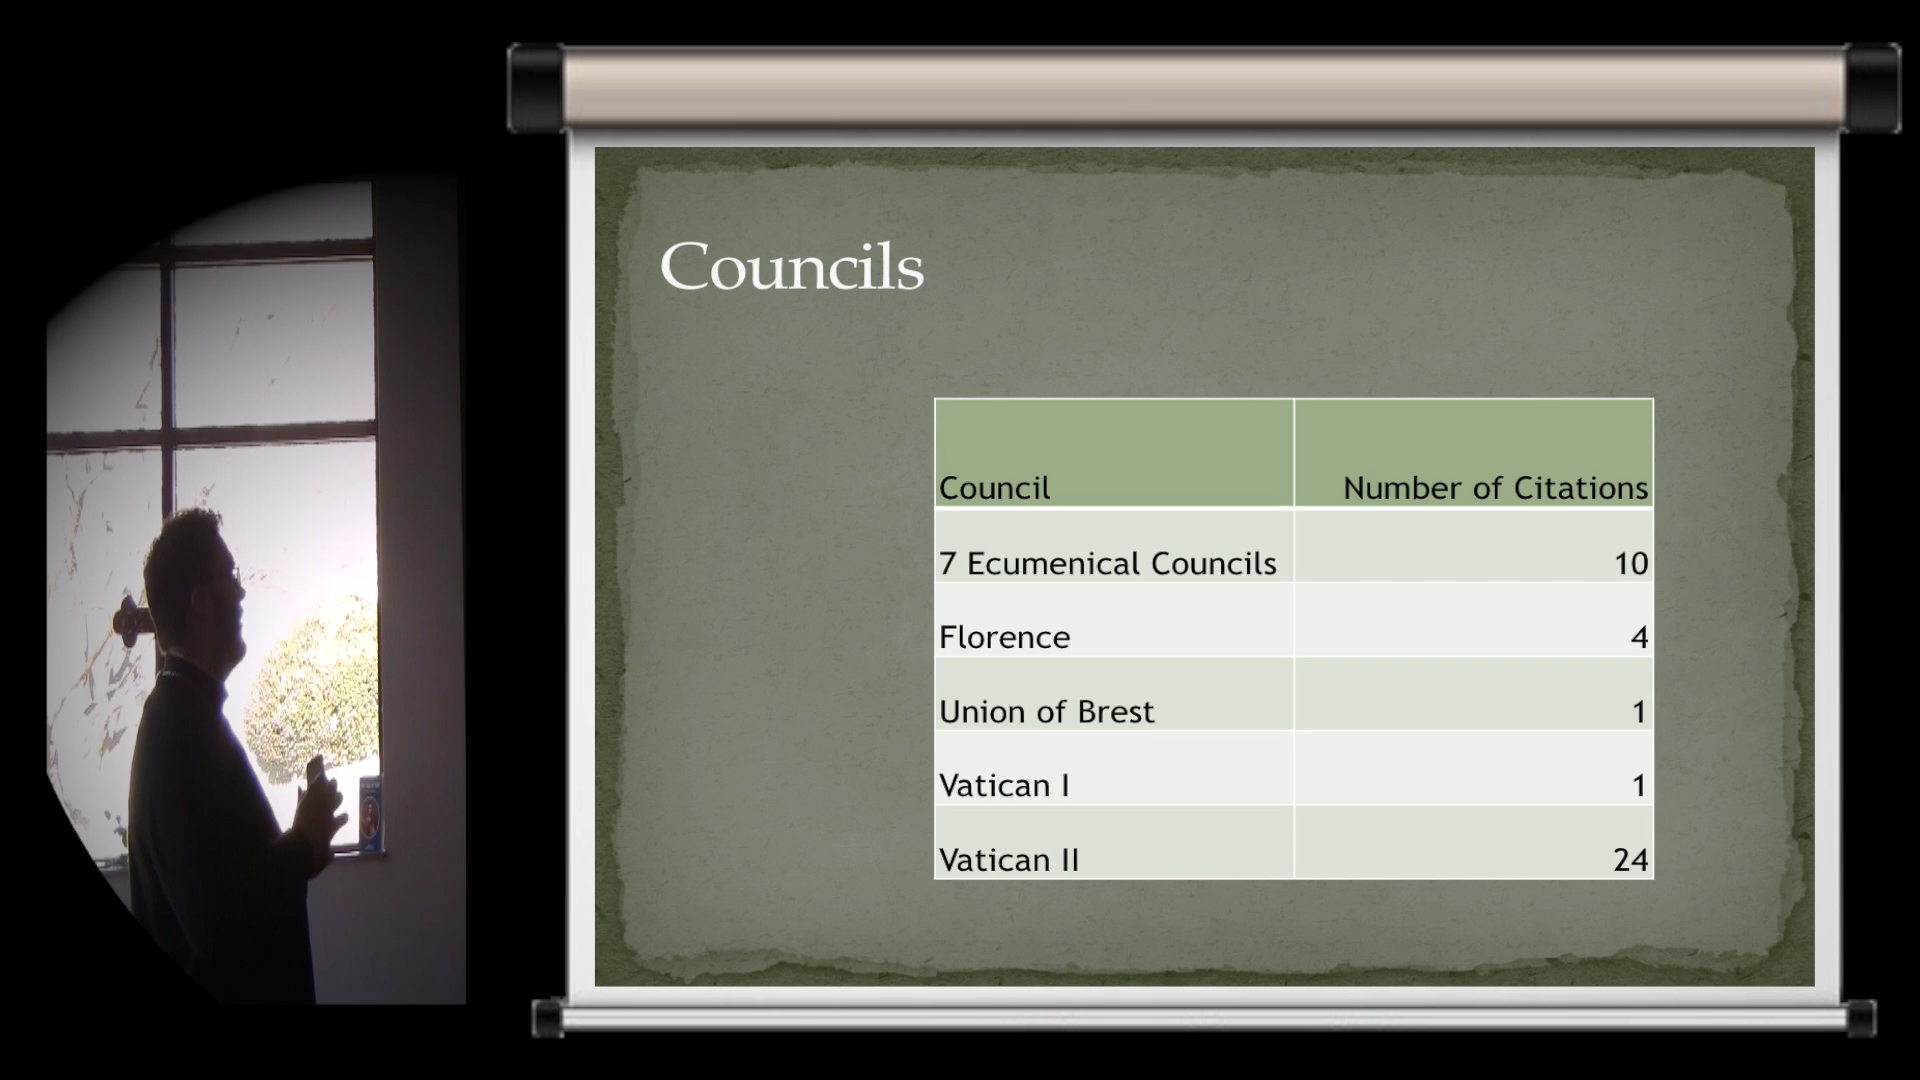 Councils
Council Number of Citations
7 Ecumenical Councils 10
Florence 4
Union of Brest 1
Vatican I 1
Vatican II 24